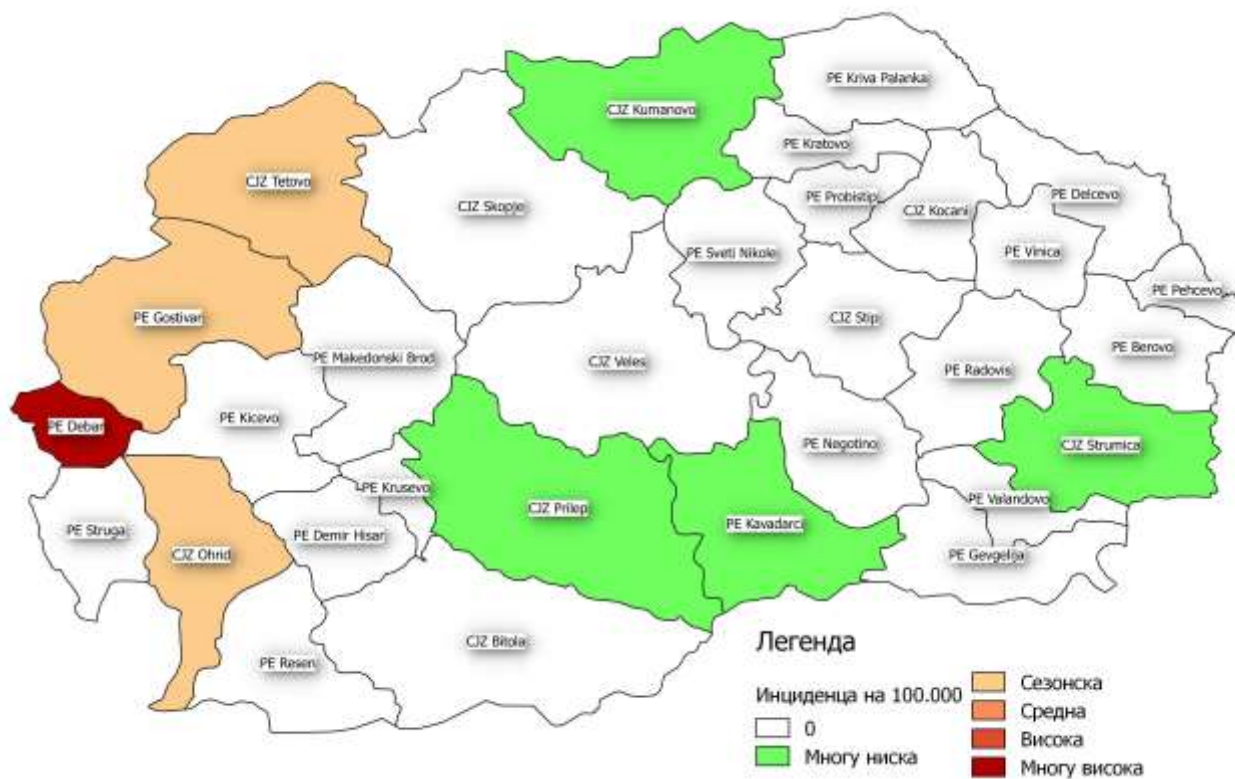 PE Kriva Palanka
CJZ Kumanovo
PE Kratovo
CJZ Tetovo
PE Probistip
PE Delcevo
CJZ Skopje
CJZ Kocani
PE Sveti Nikole
PE Vinica
PE Pehcevo
PE Gostivar
CJZ Stip
PE Berovo
PE Makedonski Brod
CJZ Veles
PE Radovis
PE Kicevo
PE Debar
PE Negotino
CJZ Strumica
PE Krusevo
PE Valandovo
CJZ Prilep
PE Kavadarci
PE Struga
PE Demir Hisar
CJZ Ohrid
PE Gevgelija
CJZ Bitola
PE Resen
Легенда
Инциденца на 100.000
0
Многу ниска
Сезонска
Средна
Висока
Многу висока